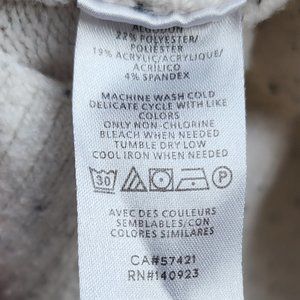 ALGODON
22% POLYESTER/
POLIESTER
19% ACRYLIC/ACRYLIQUE/
ACRILICO
4% SPANDEX
MACHINE WASH COLD
DELICATE CYCLE WITH LIKE
COLORS
ONLY NON-CHLORINE
BLEACH WHEN NEEDED
TUMBLE DRY LOW
COOL IRON WHEN NEEDED
30 P
AVEC DES COULEURS
SEMBLABLES/CON
COLORES SIMILARES
CA#57421
RN#140923